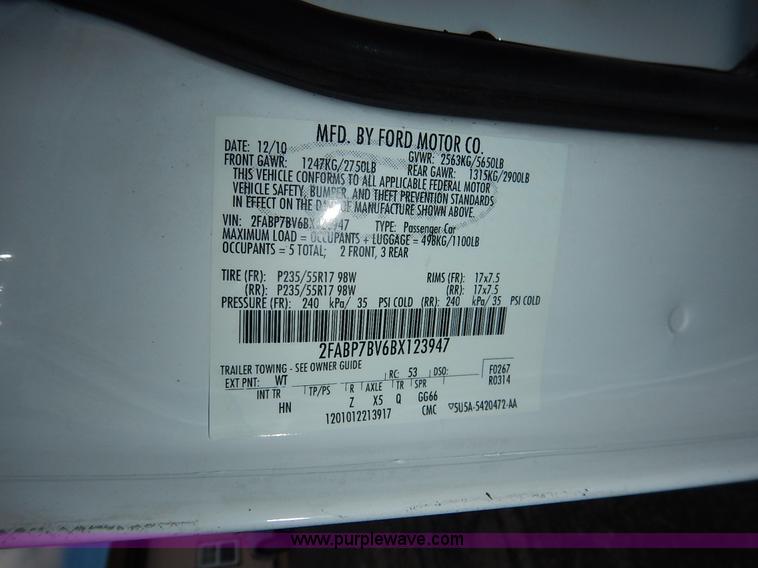 MFD. BY FORD MOTOR CO.
DATE: 12/10 GVWR: 2563KG/5650LB
FRONT GAWR: 1247KG/2750LB REAR GAWR: 1315KG/2900LB
THIS VEHICLE CONFORMS TO ALL APPLICABLE FEDERAL MOTOR
VEHICLE SAFETY, BUMPER, AND THEFT PREVENTION STANDARDS
IN EFFECT ON THE DATE OF MANUFACTURE SHOWN ABOVE.
VIN: 2FABP7BV6BX123947 TYPE: Passenger Car
MAXIMUM LOAD = OCCUPANTS + LUGGAGE = 498KG/1100LB
OCCUPANTS = 5 TOTAL; 2 FRONT, 3 REAR
TIRE (FR): P235/55R17 98W RIMS (FR): 17x7.5
(RR): P235/55R17 98W (RR): 17x7.5
PRESSURE (FR): 240 kPa/ 35 PSI COLD (RR): 240 kPa/ 35 PSI COLD
2FABP7BV6BX123947
TRAILER TOWING - SEE OWNER GUIDE
EXT PNT: WT RC: 53 DSO: F0267
R0314
INT TR TP/PS R AXLE TR SPR
HN Z X5 Q GG66
1201012213917 CMC ▽5U5A-5420472-AA
www.purplewave.com